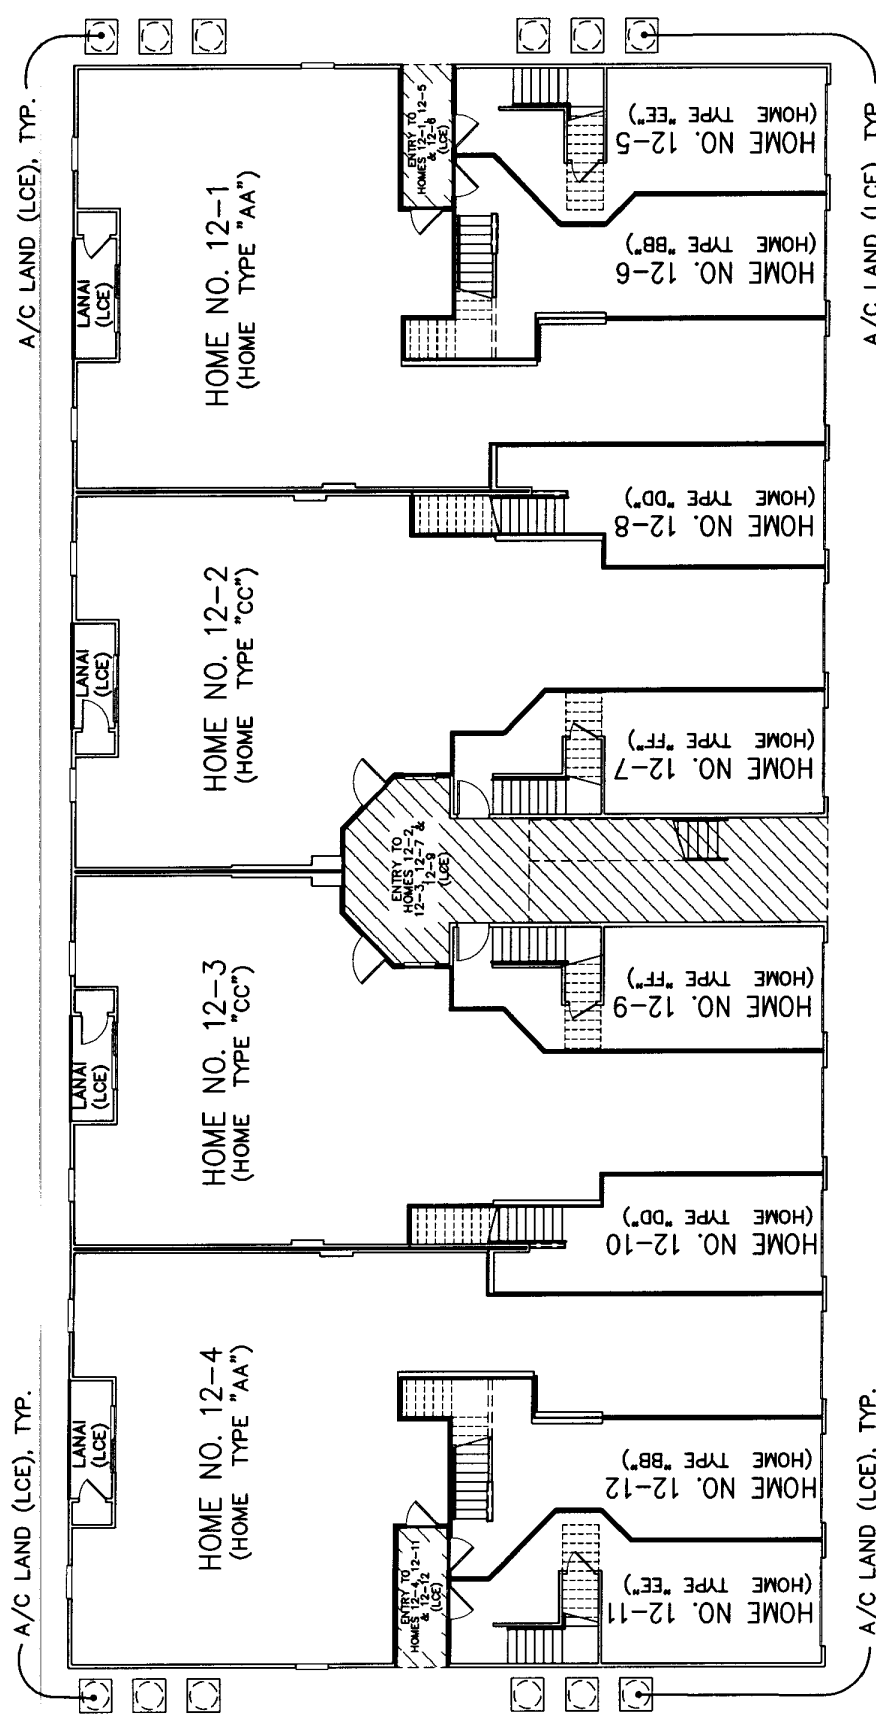 A/C LAND (LCE), TYP.
A/C LAND (LCE), TYP.
LANAI
(LCE)
HOME NO. 12-1
(HOME TYPE "AA")
ENTRY TO
HOMES 12-1, 12-5
& 12-6
(LCE)
HOME NO. 12-5
(HOME TYPE "EE")
HOME NO. 12-6
(HOME TYPE "BB")
LANAI
(LCE)
HOME NO. 12-2
(HOME TYPE "CC")
HOME NO. 12-8
(HOME TYPE "DD")
HOME NO. 12-7
(HOME TYPE "FF")
ENTRY TO
HOMES 12-2,
12-3, 12-7 &
12-9
(LCE)
LANAI
(LCE)
HOME NO. 12-3
(HOME TYPE "CC")
HOME NO. 12-9
(HOME TYPE "FF")
HOME NO. 12-10
(HOME TYPE "DD")
LANAI
(LCE)
HOME NO. 12-4
(HOME TYPE "AA")
ENTRY TO
HOMES 12-4, 12-11
& 12-12
(LCE)
HOME NO. 12-12
(HOME TYPE "BB")
HOME NO. 12-11
(HOME TYPE "EE")
A/C LAND (LCE), TYP.
A/C LAND (LCE), TYP.